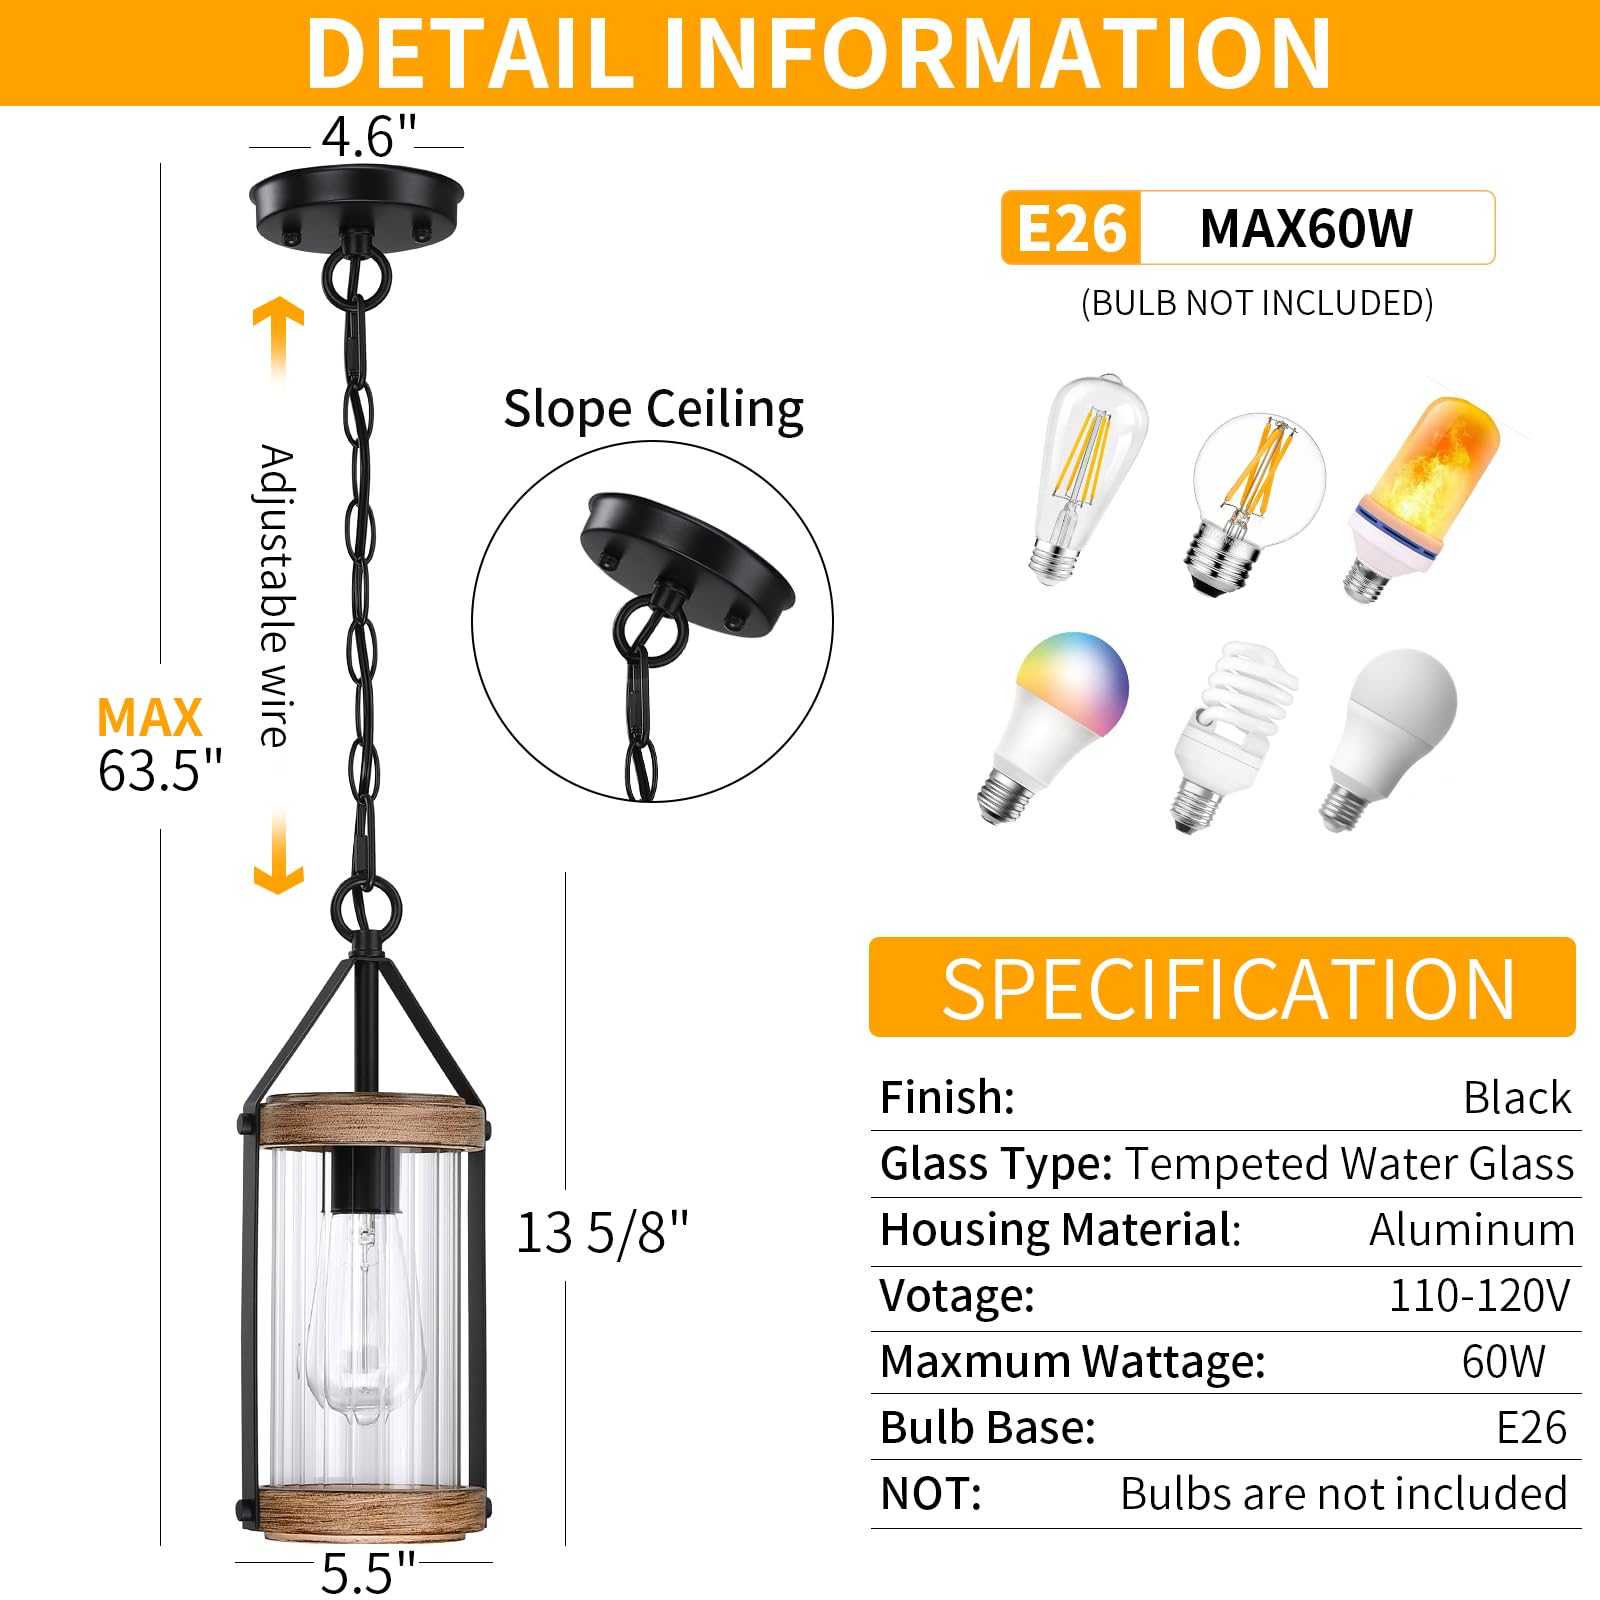 DETAIL INFORMATION
4.6"
E26 MAX60W
(BULB NOT INCLUDED)
Slope Ceiling
Adjustable wire
MAX
63.5"
13 5/8"
5.5"
SPECIFICATION
Finish: Black
Glass Type: Tempeted Water Glass
Housing Material: Aluminum
Votage: 110-120V
Maxmum Wattage: 60W
Bulb Base: E26
NOT: Bulbs are not included